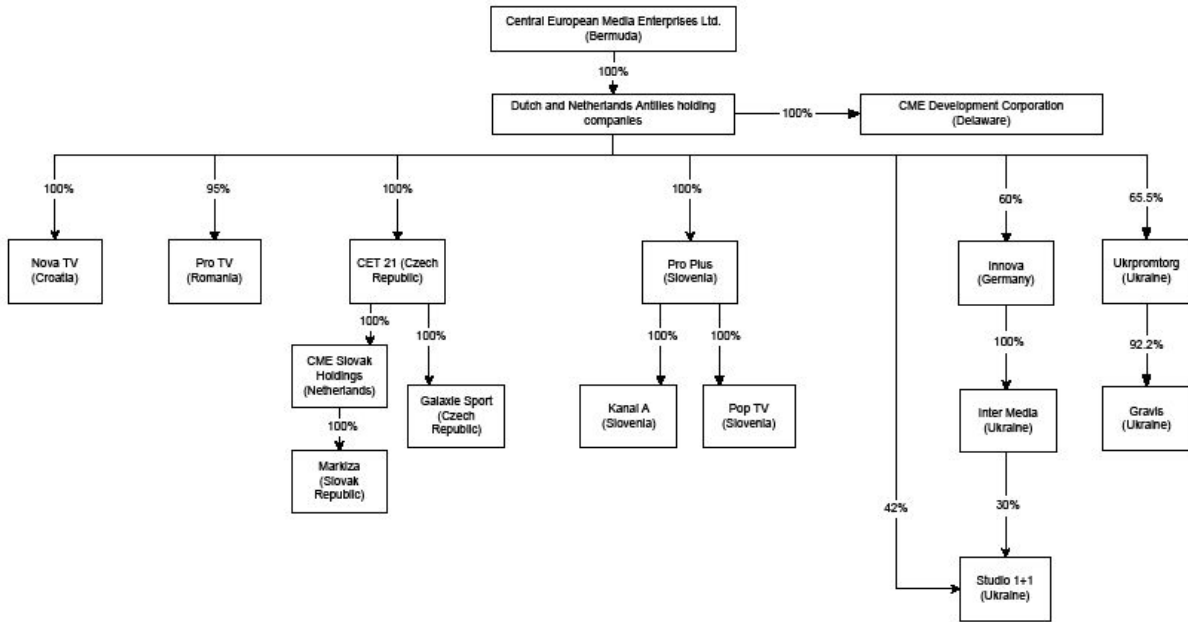 Central European Media Enterprises Ltd.
(Bermuda)
100%
Dutch and Netherlands Antilles holding
companies
100%
CME Development Corporation
(Delaware)
100%
95%
100%
100%
60%
65.5%
Nova TV
(Croatia)
Pro TV
(Romania)
CET 21 (Czech
Republic)
Pro Plus
(Slovenia)
Innova
(Germany)
Ukrpromtorg
(Ukraine)
100%
100%
100%
100%
100%
92.2%
CME Slovak
Holdings
(Netherlands)
Galaxie Sport
(Czech
Republic)
Kanal A
(Slovenia)
Pop TV
(Slovenia)
Inter Media
(Ukraine)
Gravis
(Ukraine)
100%
Markiza
(Slovak
Republic)
42%
30%
Studio 1+1
(Ukraine)